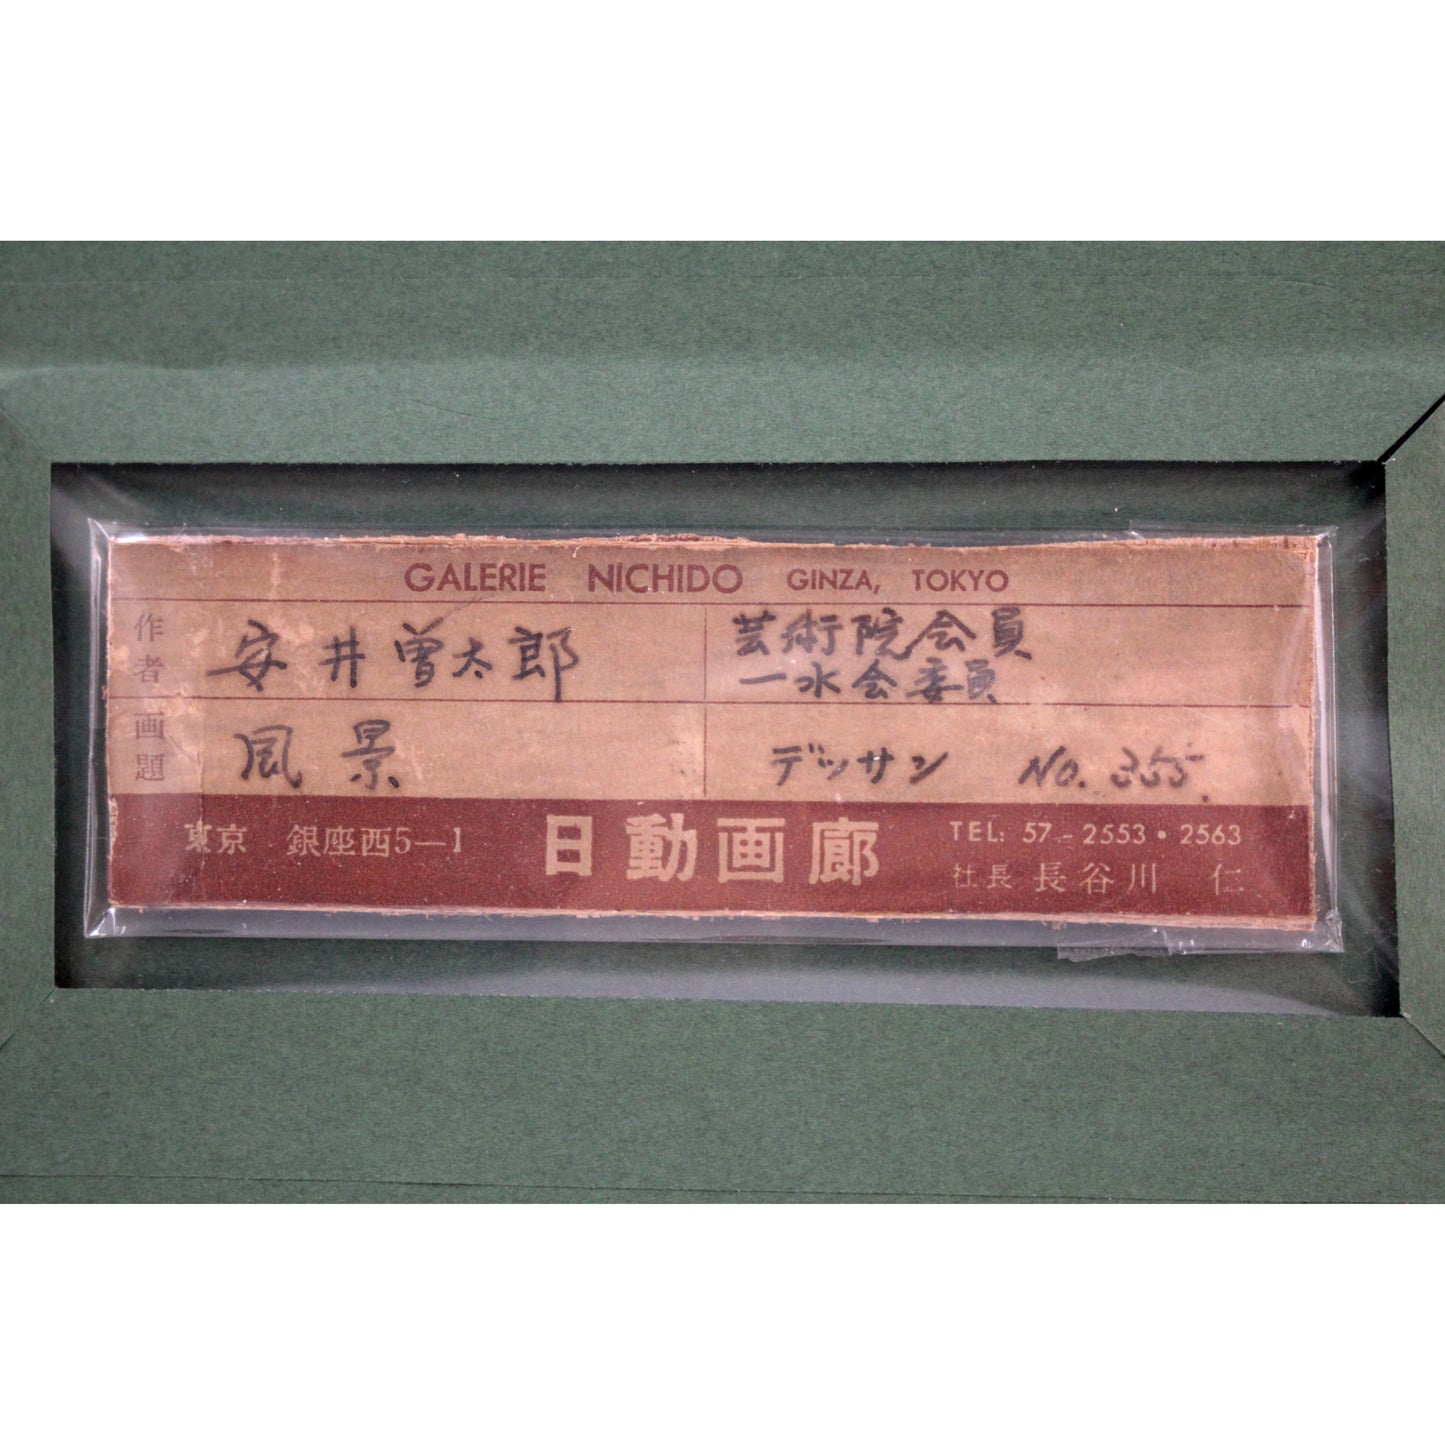 GALERIE NICHIDO GINZA, TOKYO
作者 安井曽太郎 芸術院会員
一水会委員
画題 風景 デッサン No. 355.
東京 銀座西5―1 日動画廊 TEL: 57-2553・2563
社長 長谷川 仁